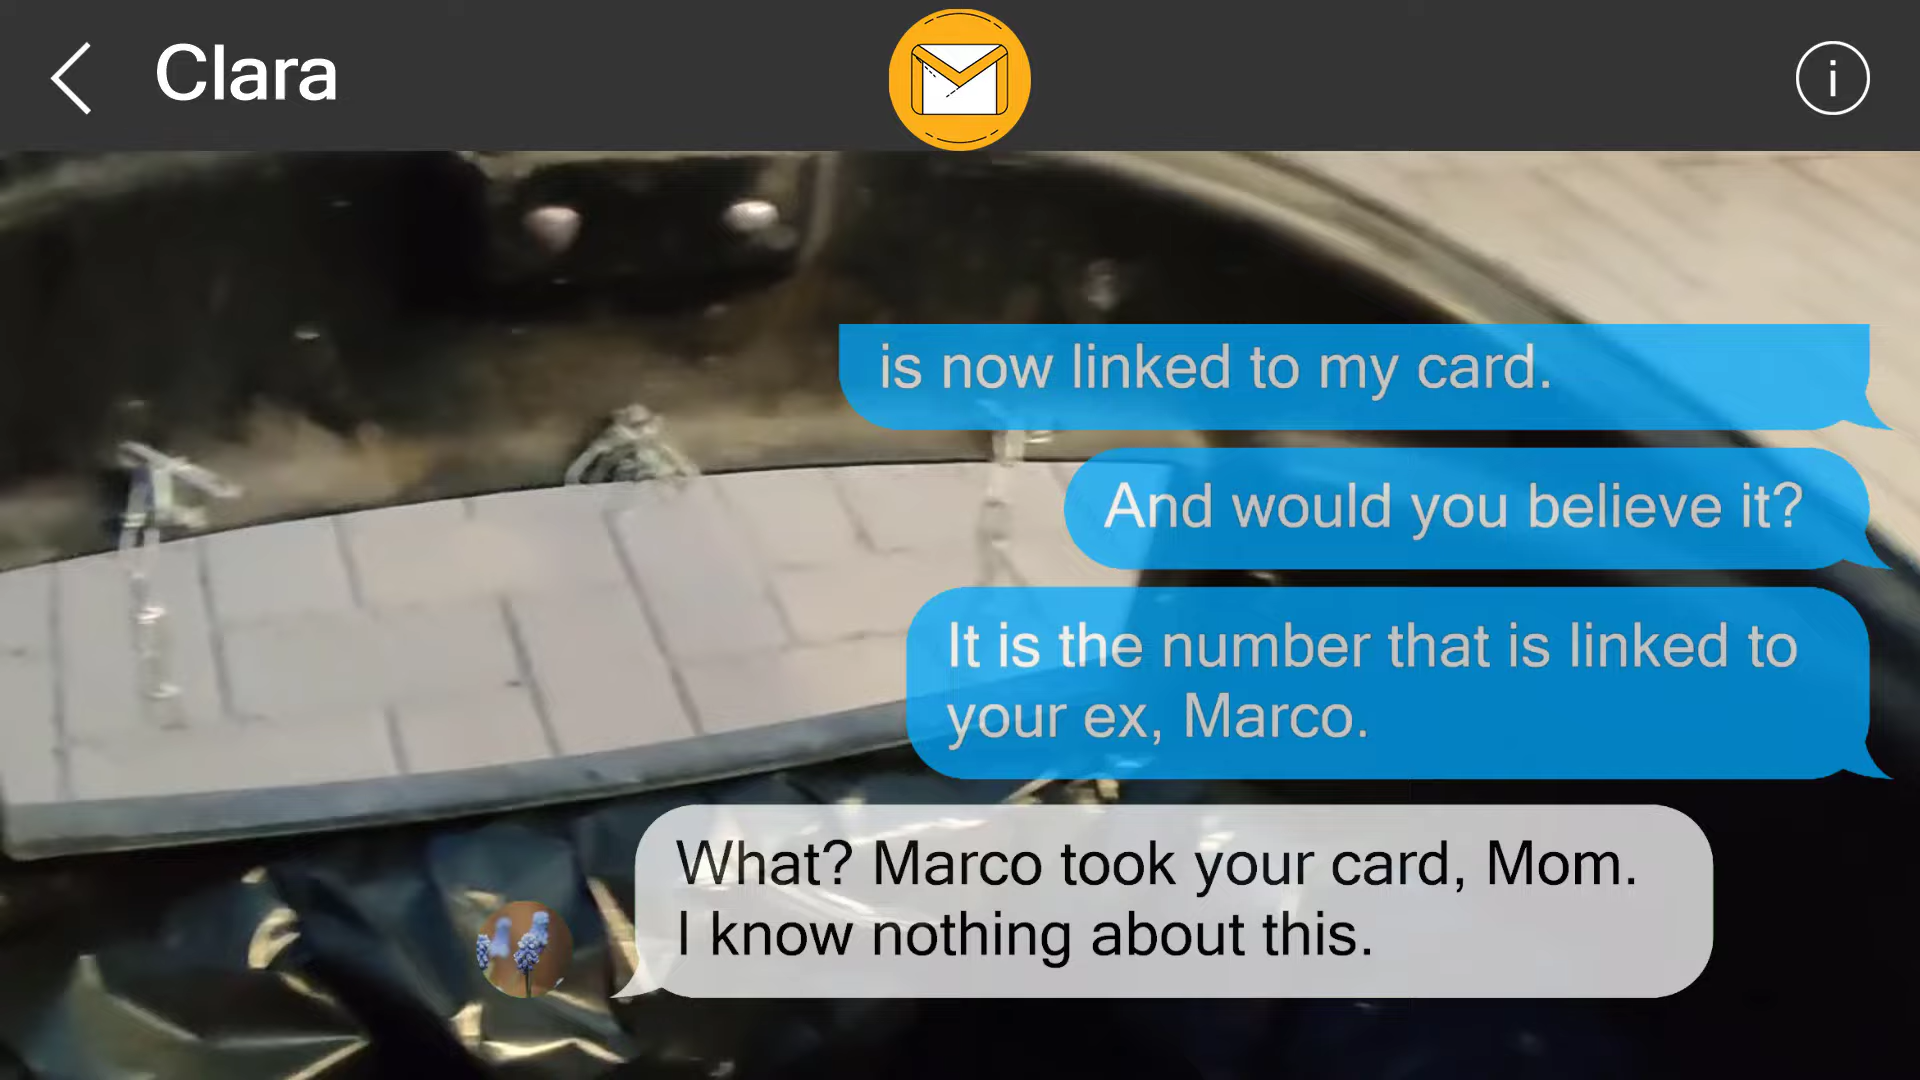 Clara
is now linked to my card.
And would you believe it?
It is the number that is linked to
your ex, Marco.
What? Marco took your card, Mom.
I know nothing about this.